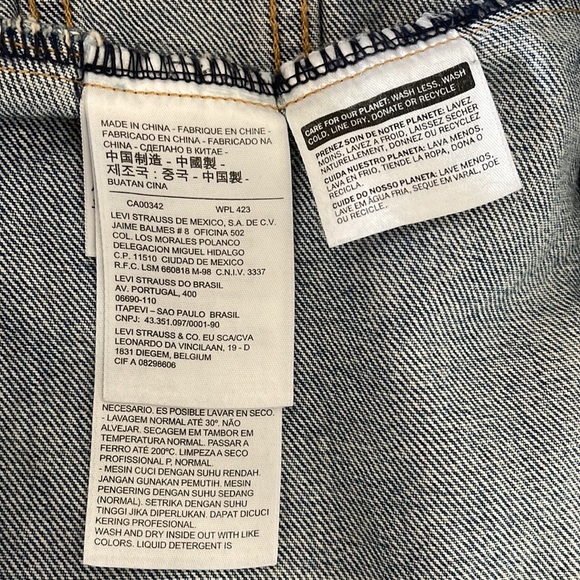 MADE IN CHINA - FABRIQUE EN CHINE -
FABRICADO EN CHINA - FABRICADO NA
CHINA - СДЕЛАНО В КИТАЕ -
中国制造 - 中國製 -
제조국 : 중국 - 中国製 -
BUATAN CINA
CA00342 WPL 423
LEVI STRAUSS DE MEXICO, S.A. DE C.V.
JAIME BALMES # 8 OFICINA 502
COL. LOS MORALES POLANCO
DELEGACION MIGUEL HIDALGO
C.P. 11510 CIUDAD DE MEXICO
R.F.C. LSM 660818 M-98 C.N.I.V. 3337
LEVI STRAUSS DO BRASIL
AV. PORTUGAL, 400
06690-110
ITAPEVI – SAO PAULO BRASIL
CNPJ: 43.351.097/0001-90
LEVI STRAUSS & CO. EU SCA/CVA
LEONARDO DA VINCILAAN, 19 - D
1831 DIEGEM, BELGIUM
CIF A 08298606
NECESARIO. ES POSIBLE LAVAR EN SECO.
- LAVAGEM NORMAL ATÉ 30º. NÃO
ALVEJAR. SECAGEM EM TAMBOR EM
TEMPERATURA NORMAL. PASSAR A
FERRO ATÉ 200ºC. LIMPEZA A SECO
PROFISSIONAL P, NORMAL.
- MESIN CUCI DENGAN SUHU RENDAH.
JANGAN GUNAKAN PEMUTIH. MESIN
PENGERING DENGAN SUHU SEDANG
(NORMAL). SETRIKA DENGAN SUHU
TINGGI JIKA DIPERLUKAN. DAPAT DICUCI
KERING PROFESIONAL.
WASH AND DRY INSIDE OUT WITH LIKE
COLORS. LIQUID DETERGENT IS
CARE FOR OUR PLANET: WASH LESS, WASH
COLD, LINE DRY, DONATE OR RECYCLE
PRENEZ SOIN DE NOTRE PLANETE: LAVEZ
MOINS, LAVEZ A FROID, LAISSEZ SECHER
NATURELLEMENT, DONNEZ OU RECYCLEZ.
CUIDA NUESTRO PLANETA: LAVA MENOS,
LAVA EN FRIO, TIENDE LA ROPA, DONA O
CUIDE DO NOSSO PLANETA: LAVE MENOS,
LAVE EM ÁGUA FRIA, SEQUE EM VARAL, DOE
OU RECICLE.